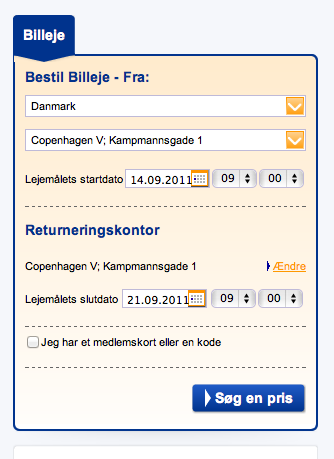 Billeje
Bestil Billeje - Fra:
Danmark
Copenhagen V; Kampmannsgade 1
Lejemålets startdato 14.09.2011 09 00
Returneringskontor
Copenhagen V; Kampmannsgade 1 Ændre
Lejemålets slutdato 21.09.2011 09 00
Jeg har et medlemskort eller en kode
Søg en pris